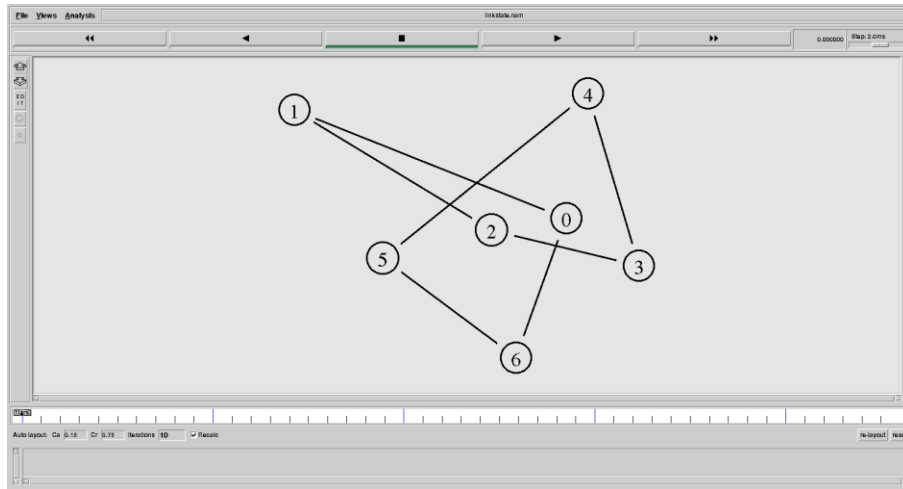 File Views Analysis linkstate.nam
0.000000 Step: 2.0ms
1
4
0
2
5
3
6
Auto layout: Ca 0.15 Cr 0.75 Iterations 10 Recalc re-layout